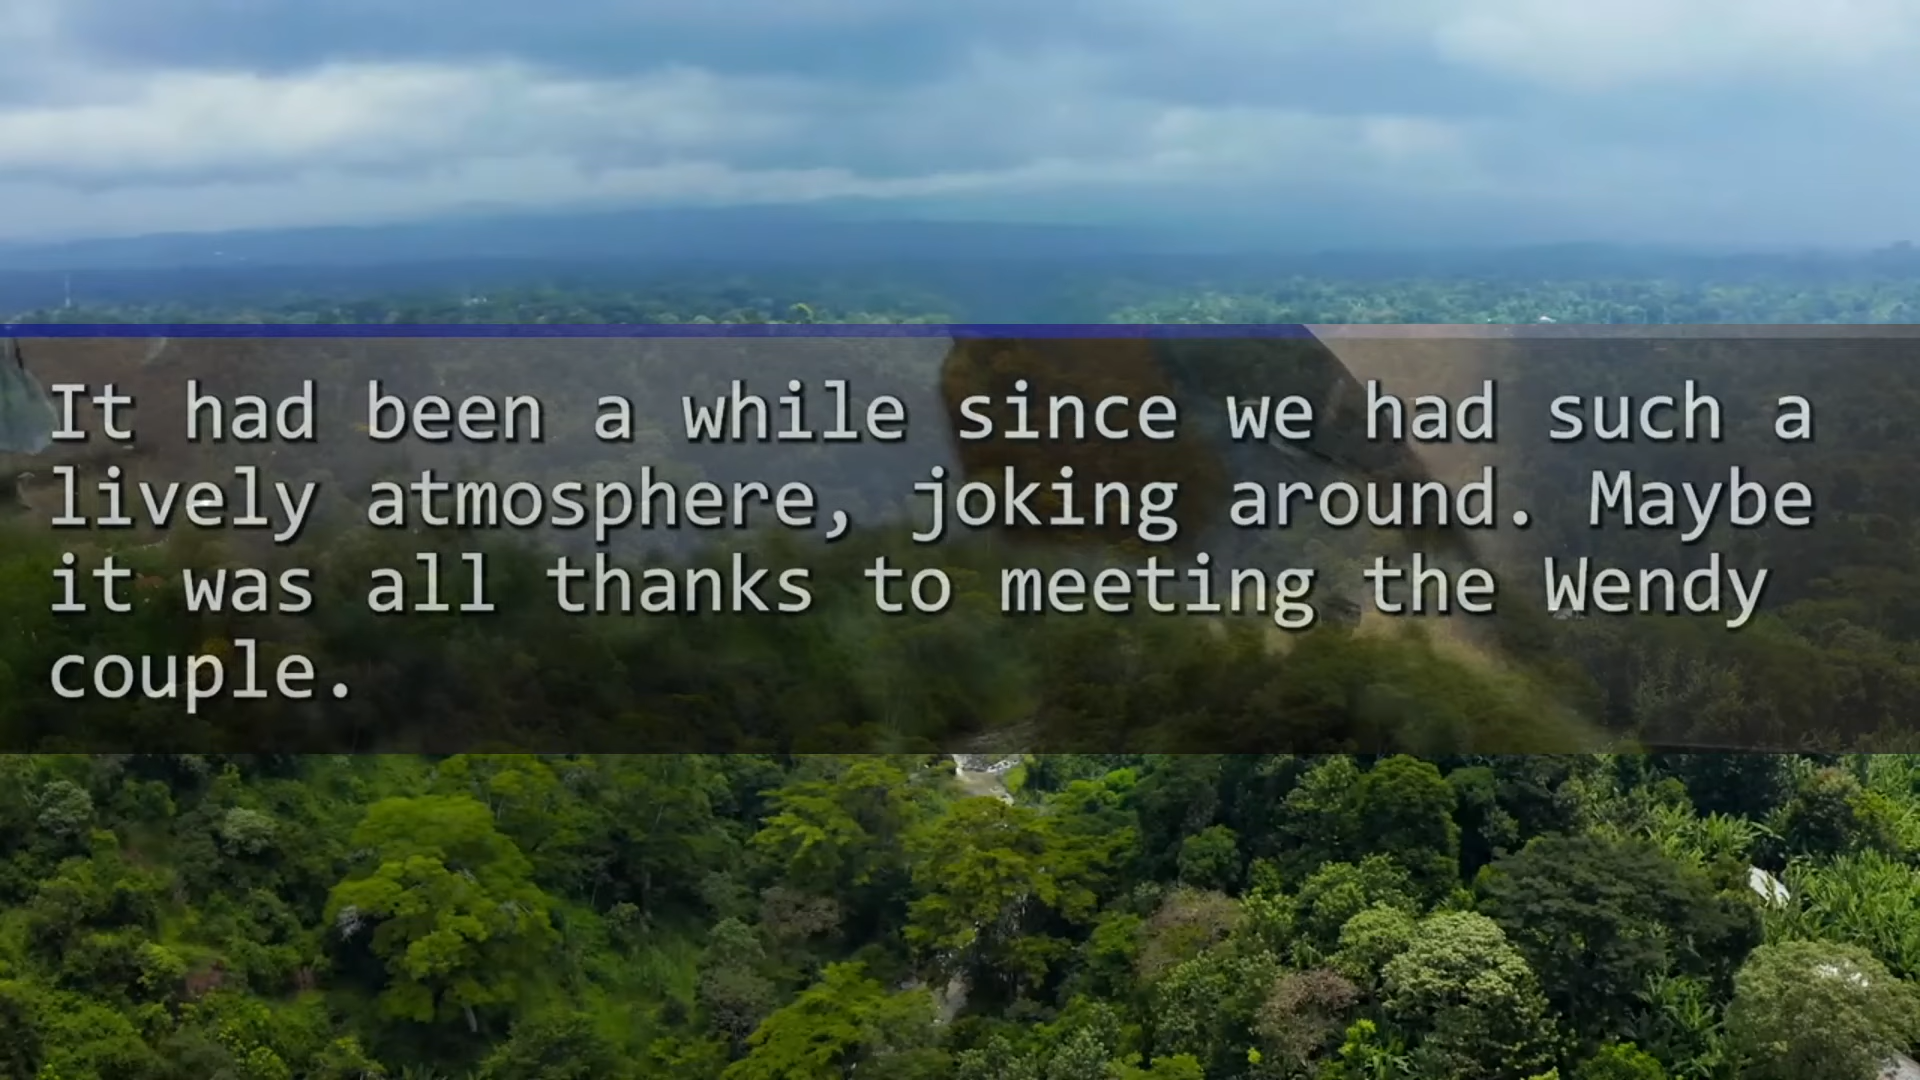 It had been a while since we had such a
lively atmosphere, joking around. Maybe
it was all thanks to meeting the Wendy
couple.